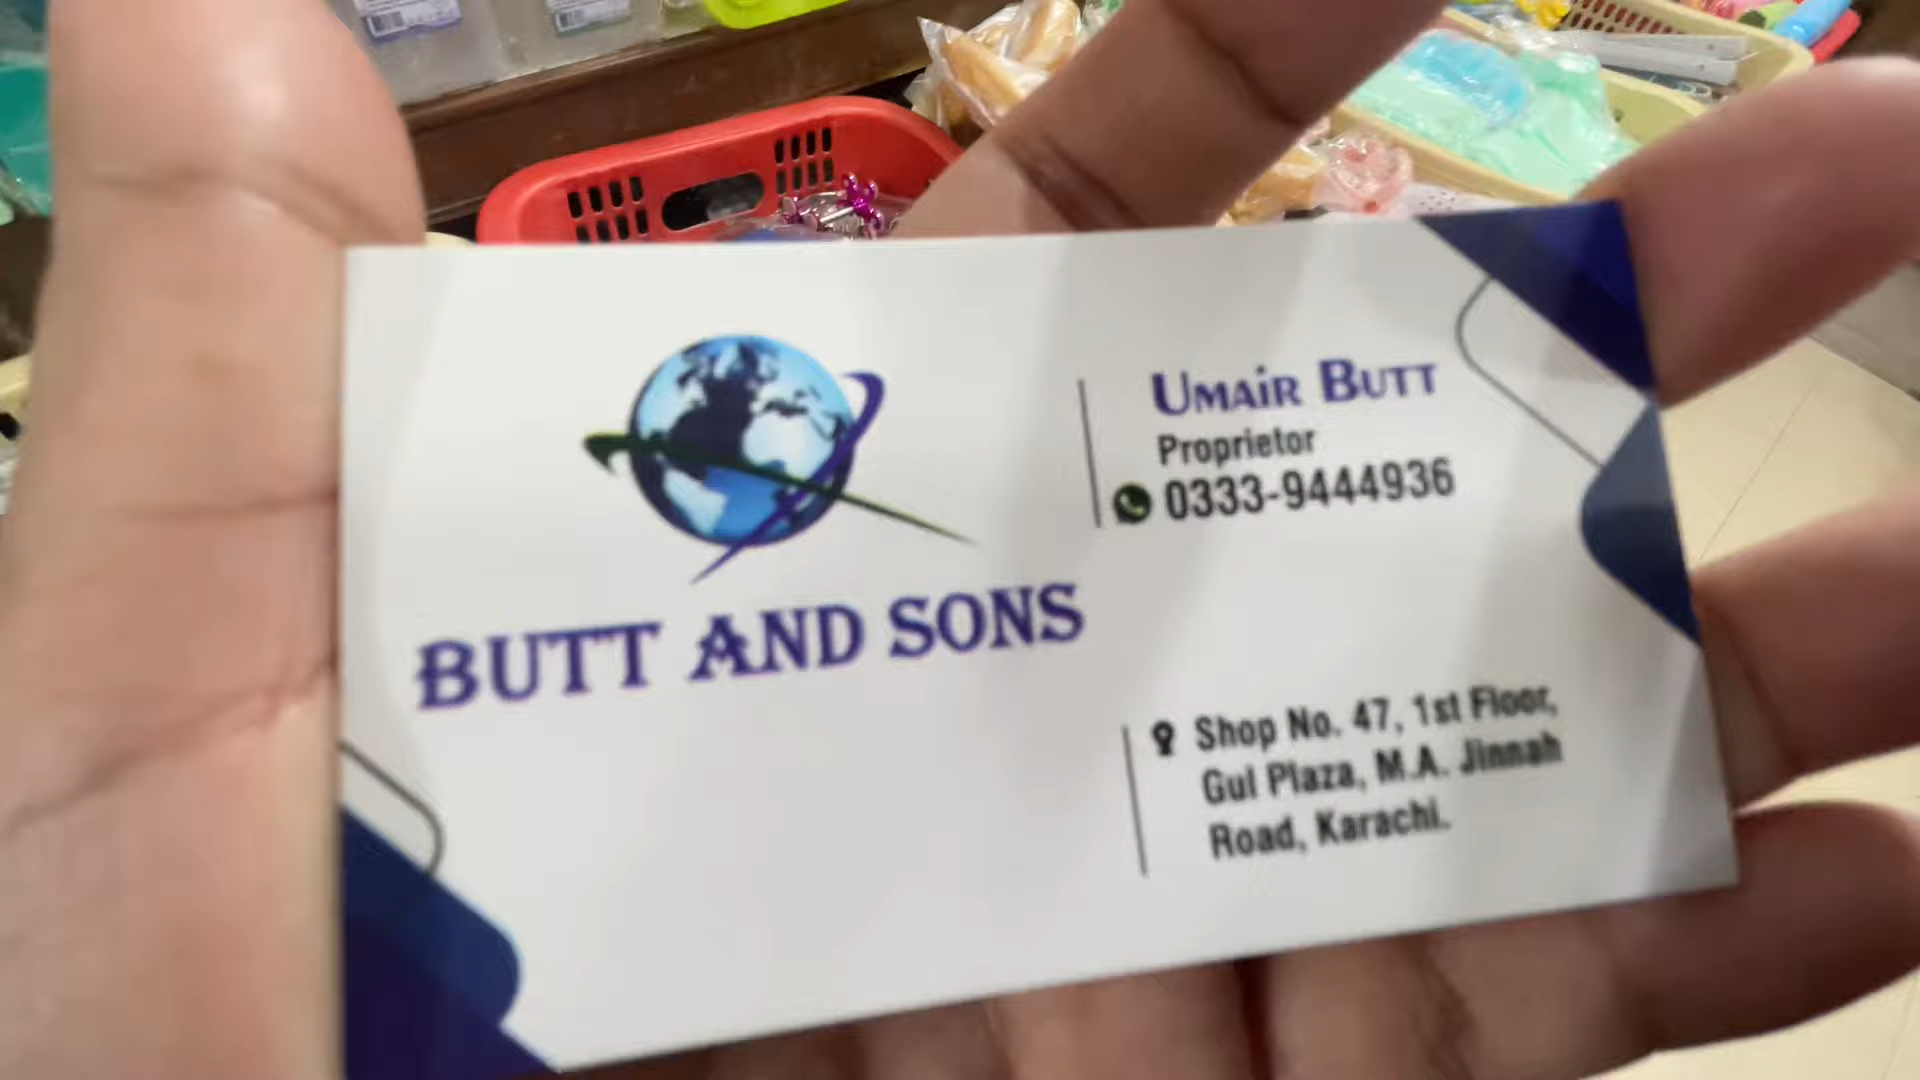 BUTT AND SONS
Umair Butt
Proprietor
0333-9444936
Shop No. 47, 1st Floor,
Gul Plaza, M.A. Jinnah
Road, Karachi.